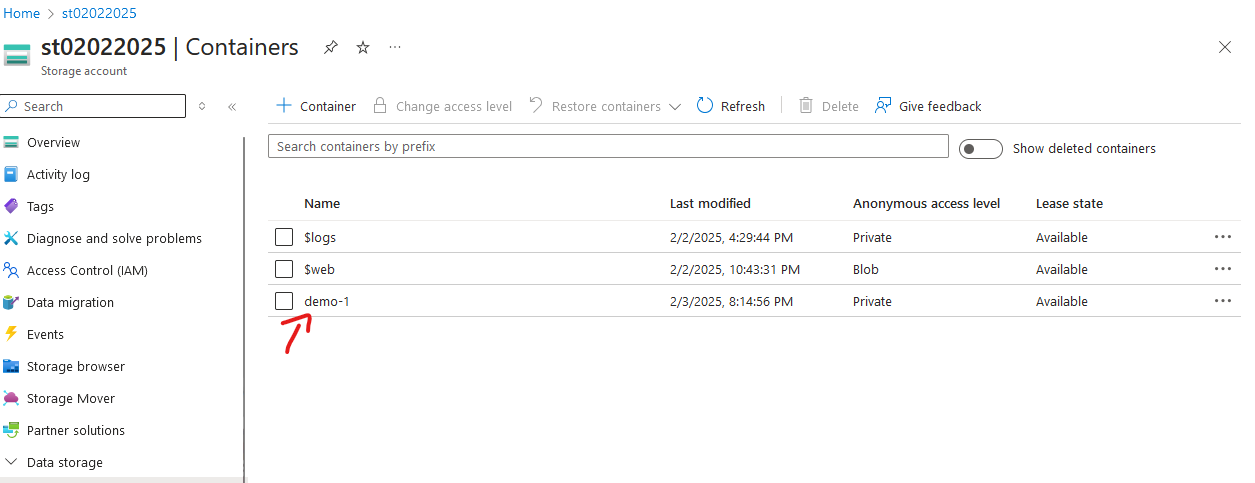 Home > st02022025
st02022025 | Containers
Storage account
Search
+ Container Change access level Restore containers Refresh Delete Give feedback
Overview
Activity log
Tags
Diagnose and solve problems
Access Control (IAM)
Data migration
Events
Storage browser
Storage Mover
Partner solutions
Data storage
Search containers by prefix
Show deleted containers
Name Last modified Anonymous access level Lease state
$logs 2/2/2025, 4:29:44 PM Private Available
$web 2/2/2025, 10:43:31 PM Blob Available
demo-1 2/3/2025, 8:14:56 PM Private Available